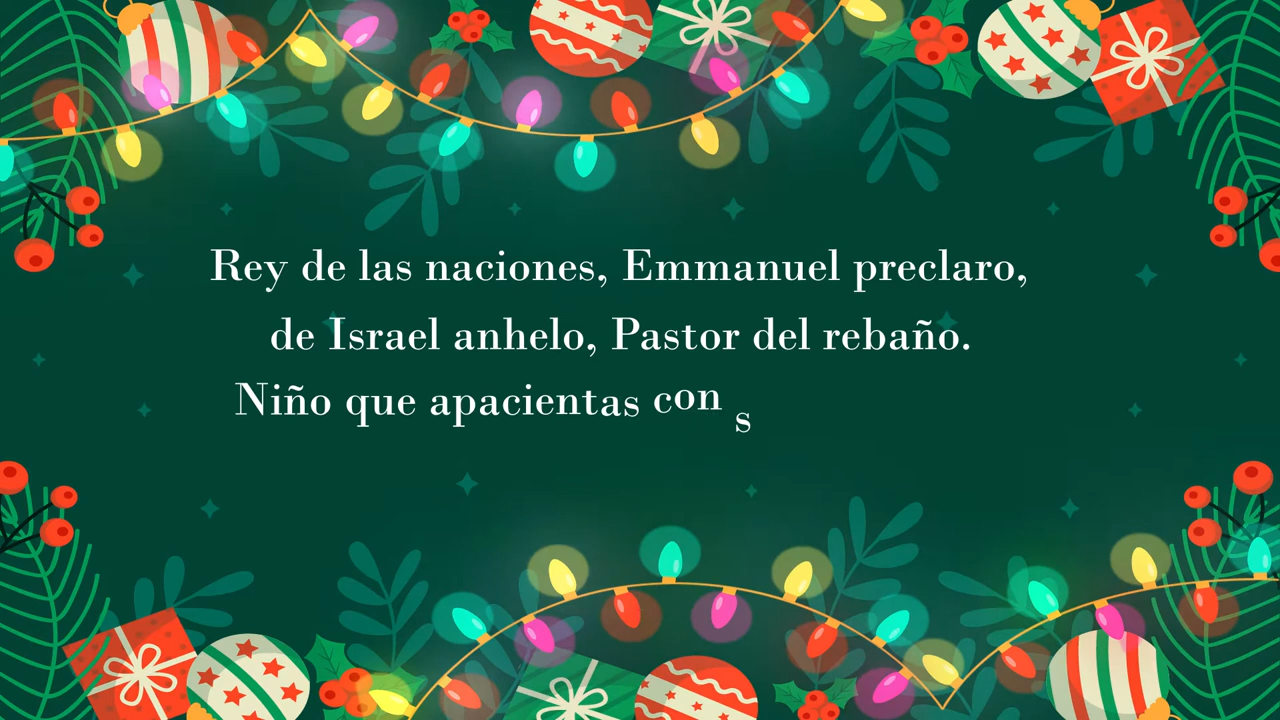 Rey de las naciones, Emmanuel preclaro,
de Israel anhelo, Pastor del rebaño.
Niño que apacientas con s